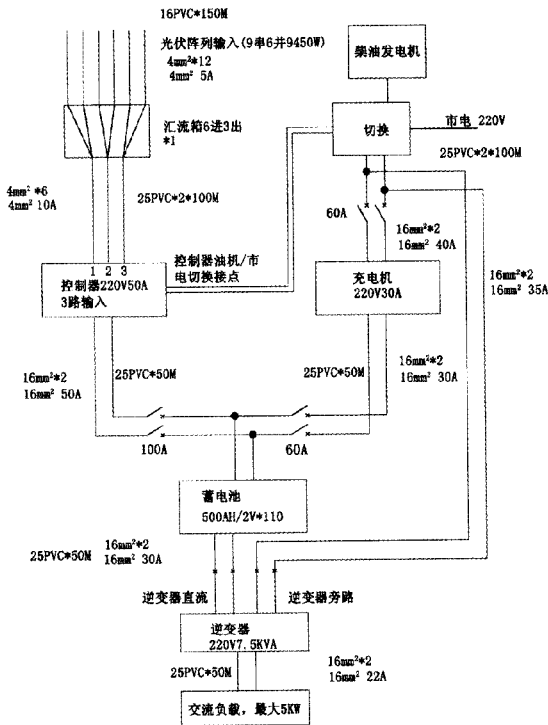 16PVC*150M
光伏阵列输入(9串6并9450W)
4mm²*12
4mm² 5A
柴油发电机
汇流箱6进3出
*1
切换
市电 220V
25PVC*2*100M
4mm² *6
4mm² 10A
25PVC*2*100M
60A
16mm²*2
16mm² 40A
控制器油机/市
电切换接点
1 2 3
控制器220V50A
3路输入
充电机
220V30A
16mm²*2
16mm² 35A
16mm²*2
16mm² 50A
25PVC*50M
25PVC*50M
16mm²*2
16mm² 30A
100A
60A
蓄电池
500AH/2V*110
25PVC*50M
16mm²*2
16mm² 30A
逆变器直流
逆变器旁路
逆变器
220V7.5KVA
25PVC*50M
16mm²*2
16mm² 22A
交流负载，最大5KW